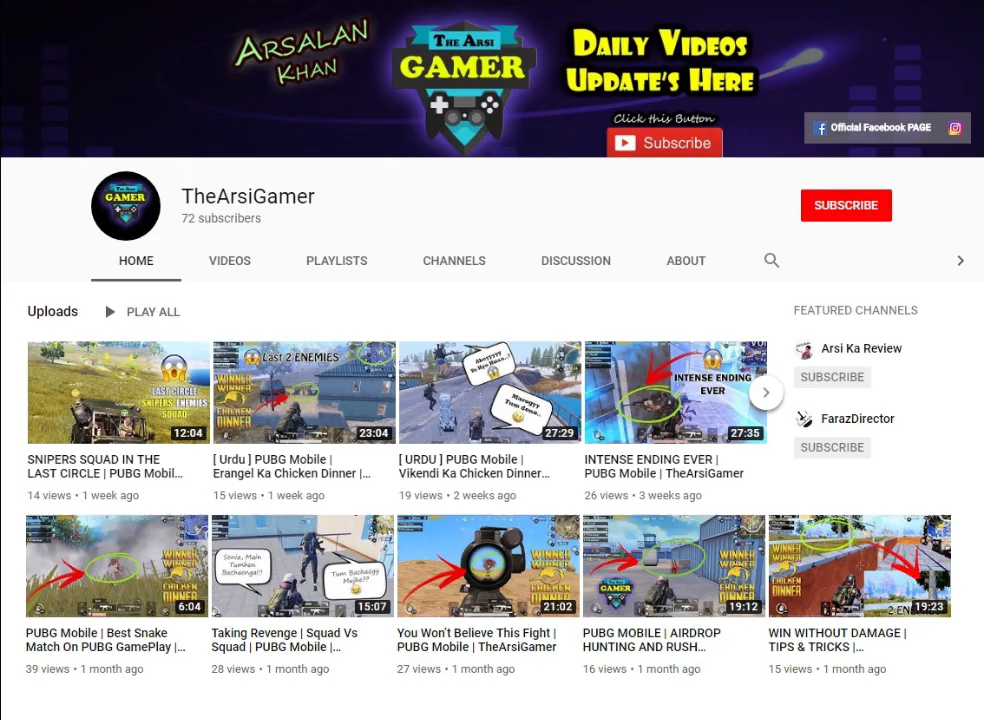 ARSALAN
KHAN
THE ARSI
GAMER
DAILY VIDEOS
UPDATE'S HERE
Click this Button
Subscribe
Official Facebook PAGE
GAMER
TheArsiGamer
72 subscribers
SUBSCRIBE
HOME
VIDEOS
PLAYLISTS
CHANNELS
DISCUSSION
ABOUT
Uploads
PLAY ALL
FEATURED CHANNELS
Arsi Ka Review
SUBSCRIBE
FarazDirector
SUBSCRIBE
LAST CIRCLE
SNIPERS ENEMIES
SQUAD
12:04
SNIPERS SQUAD IN THE
LAST CIRCLE | PUBG Mobil...
14 views • 1 week ago
Last 2 ENEMIES
WINNER
WINNER
CHICKEN
DINNER
23:04
[ Urdu ] PUBG Mobile |
Erangel Ka Chicken Dinner |...
15 views • 1 week ago
27:29
[ URDU ] PUBG Mobile |
Vikendi Ka Chicken Dinner...
19 views • 2 weeks ago
INTENSE ENDING
EVER
27:35
INTENSE ENDING EVER |
PUBG Mobile | TheArsiGamer
26 views • 3 weeks ago
WINNER
WINNER
CHICKEN
DINNER
6:04
PUBG Mobile | Best Snake
Match On PUBG GamePlay |...
39 views • 1 month ago
Sonia, Main
Tumhen
Bachaonga!!
Tum Bachaogy
Mujhe??
15:07
Taking Revenge | Squad Vs
Squad | PUBG Mobile |...
28 views • 1 month ago
WINNER
WINNER
CHICKEN
DINNER
21:02
You Won't Believe This Fight |
PUBG Mobile | TheArsiGamer
27 views • 1 month ago
GAMER
WINNER
WINNER
CHICKEN
DINNER
19:12
PUBG MOBILE | AIRDROP
HUNTING AND RUSH...
16 views • 1 month ago
WINNER
WINNER
CHICKEN
DINNER
19:23
WIN WITHOUT DAMAGE |
TIPS & TRICKS |...
15 views • 1 month ago